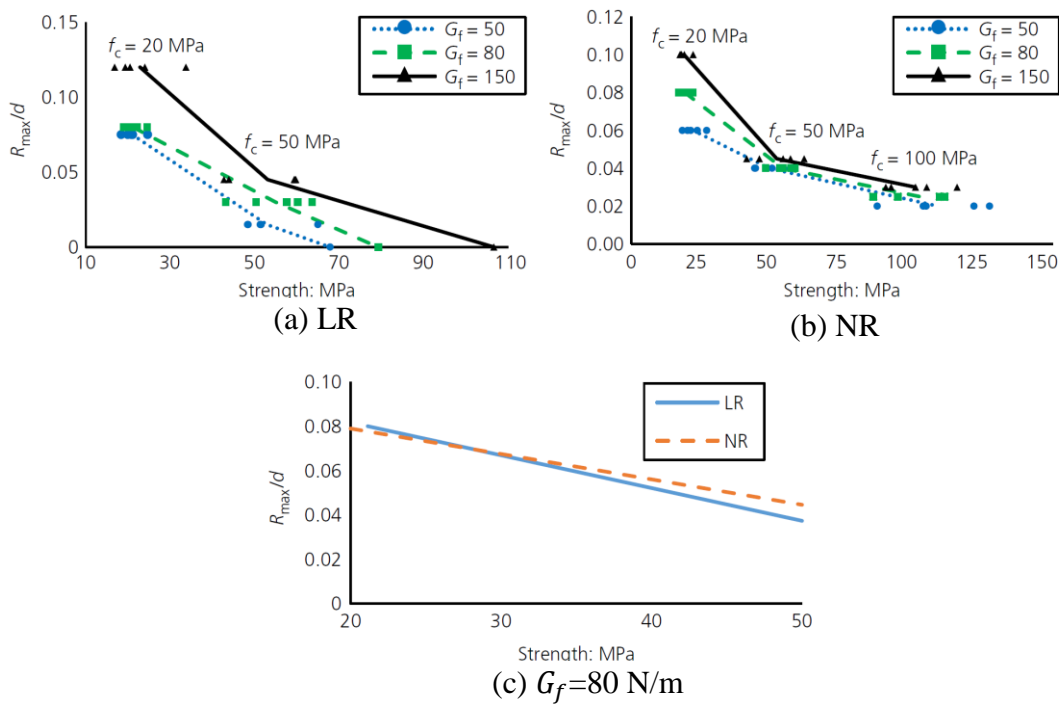 0.15
0.10
0.05
0
R_max/d
f_c = 20 MPa
f_c = 50 MPa
G_f = 50
G_f = 80
G_f = 150
10 30 50 70 90 110
Strength: MPa
(a) LR
0.12
0.10
0.08
0.06
0.04
0.02
0.00
R_max/d
f_c = 20 MPa
f_c = 50 MPa
f_c = 100 MPa
G_f = 50
G_f = 80
G_f = 150
0 25 50 75 100 125 150
Strength: MPa
(b) NR
0.10
0.08
0.06
0.04
0.02
0
R_max/d
LR
NR
20 30 40 50
Strength: MPa
(c) G_f=80 N/m